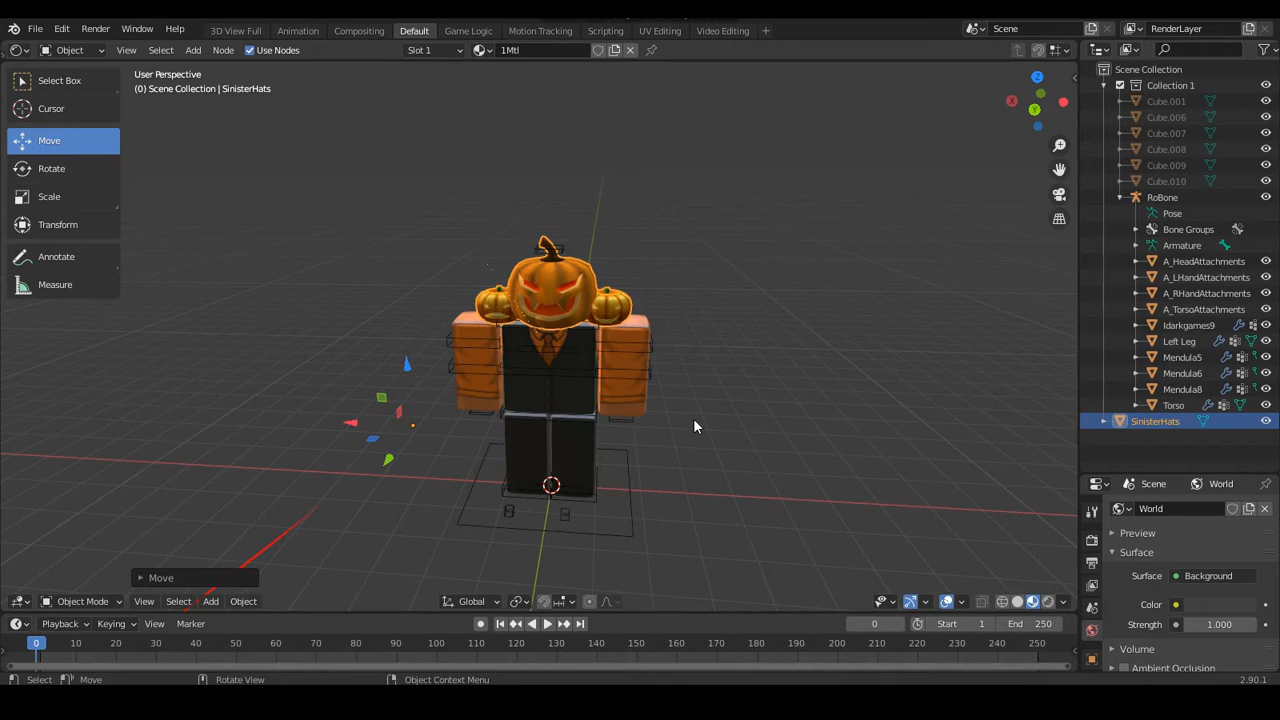 File Edit Render Window Help 3D View Full Animation Compositing Default Game Logic Motion Tracking Scripting UV Editing Video Editing + Scene RenderLayer
Object View Select Add Node Use Nodes Slot 1 1Mtl
Select Box
Cursor
Move
Rotate
Scale
Transform
Annotate
Measure
User Perspective
(0) Scene Collection | SinisterHats
Z
X
Y
Scene Collection
Collection 1
Cube.001
Cube.006
Cube.007
Cube.008
Cube.009
Cube.010
RoBone
Pose
Bone Groups
Armature
A_HeadAttachments
A_LHandAttachments
A_RHandAttachments
A_TorsoAttachments
Idarkgames9
Left Leg
Mendula5
Mendula6
Mendula8
Torso
SinisterHats
Scene World
World
Preview
Surface
Surface Background
Color
Strength 1.000
Volume
Ambient Occlusion
Move
Object Mode View Select Add Object Global
Playback Keying View Marker 0 Start 1 End 250
0 10 20 30 40 50 60 70 80 90 100 110 120 130 140 150 160 170 180 190 200 210 220 230 240 250
Select Move Rotate View Object Context Menu 2.90.1